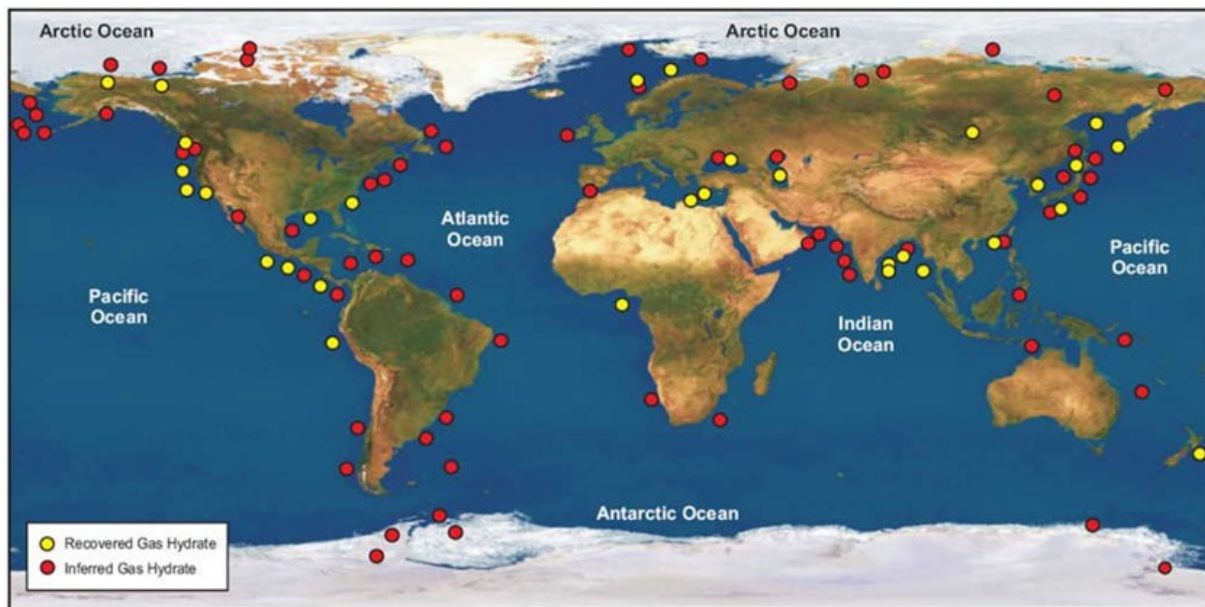 Arctic Ocean
Arctic Ocean
Atlantic
Ocean
Pacific
Ocean
Pacific
Ocean
Indian
Ocean
Antarctic Ocean
Recovered Gas Hydrate
Inferred Gas Hydrate